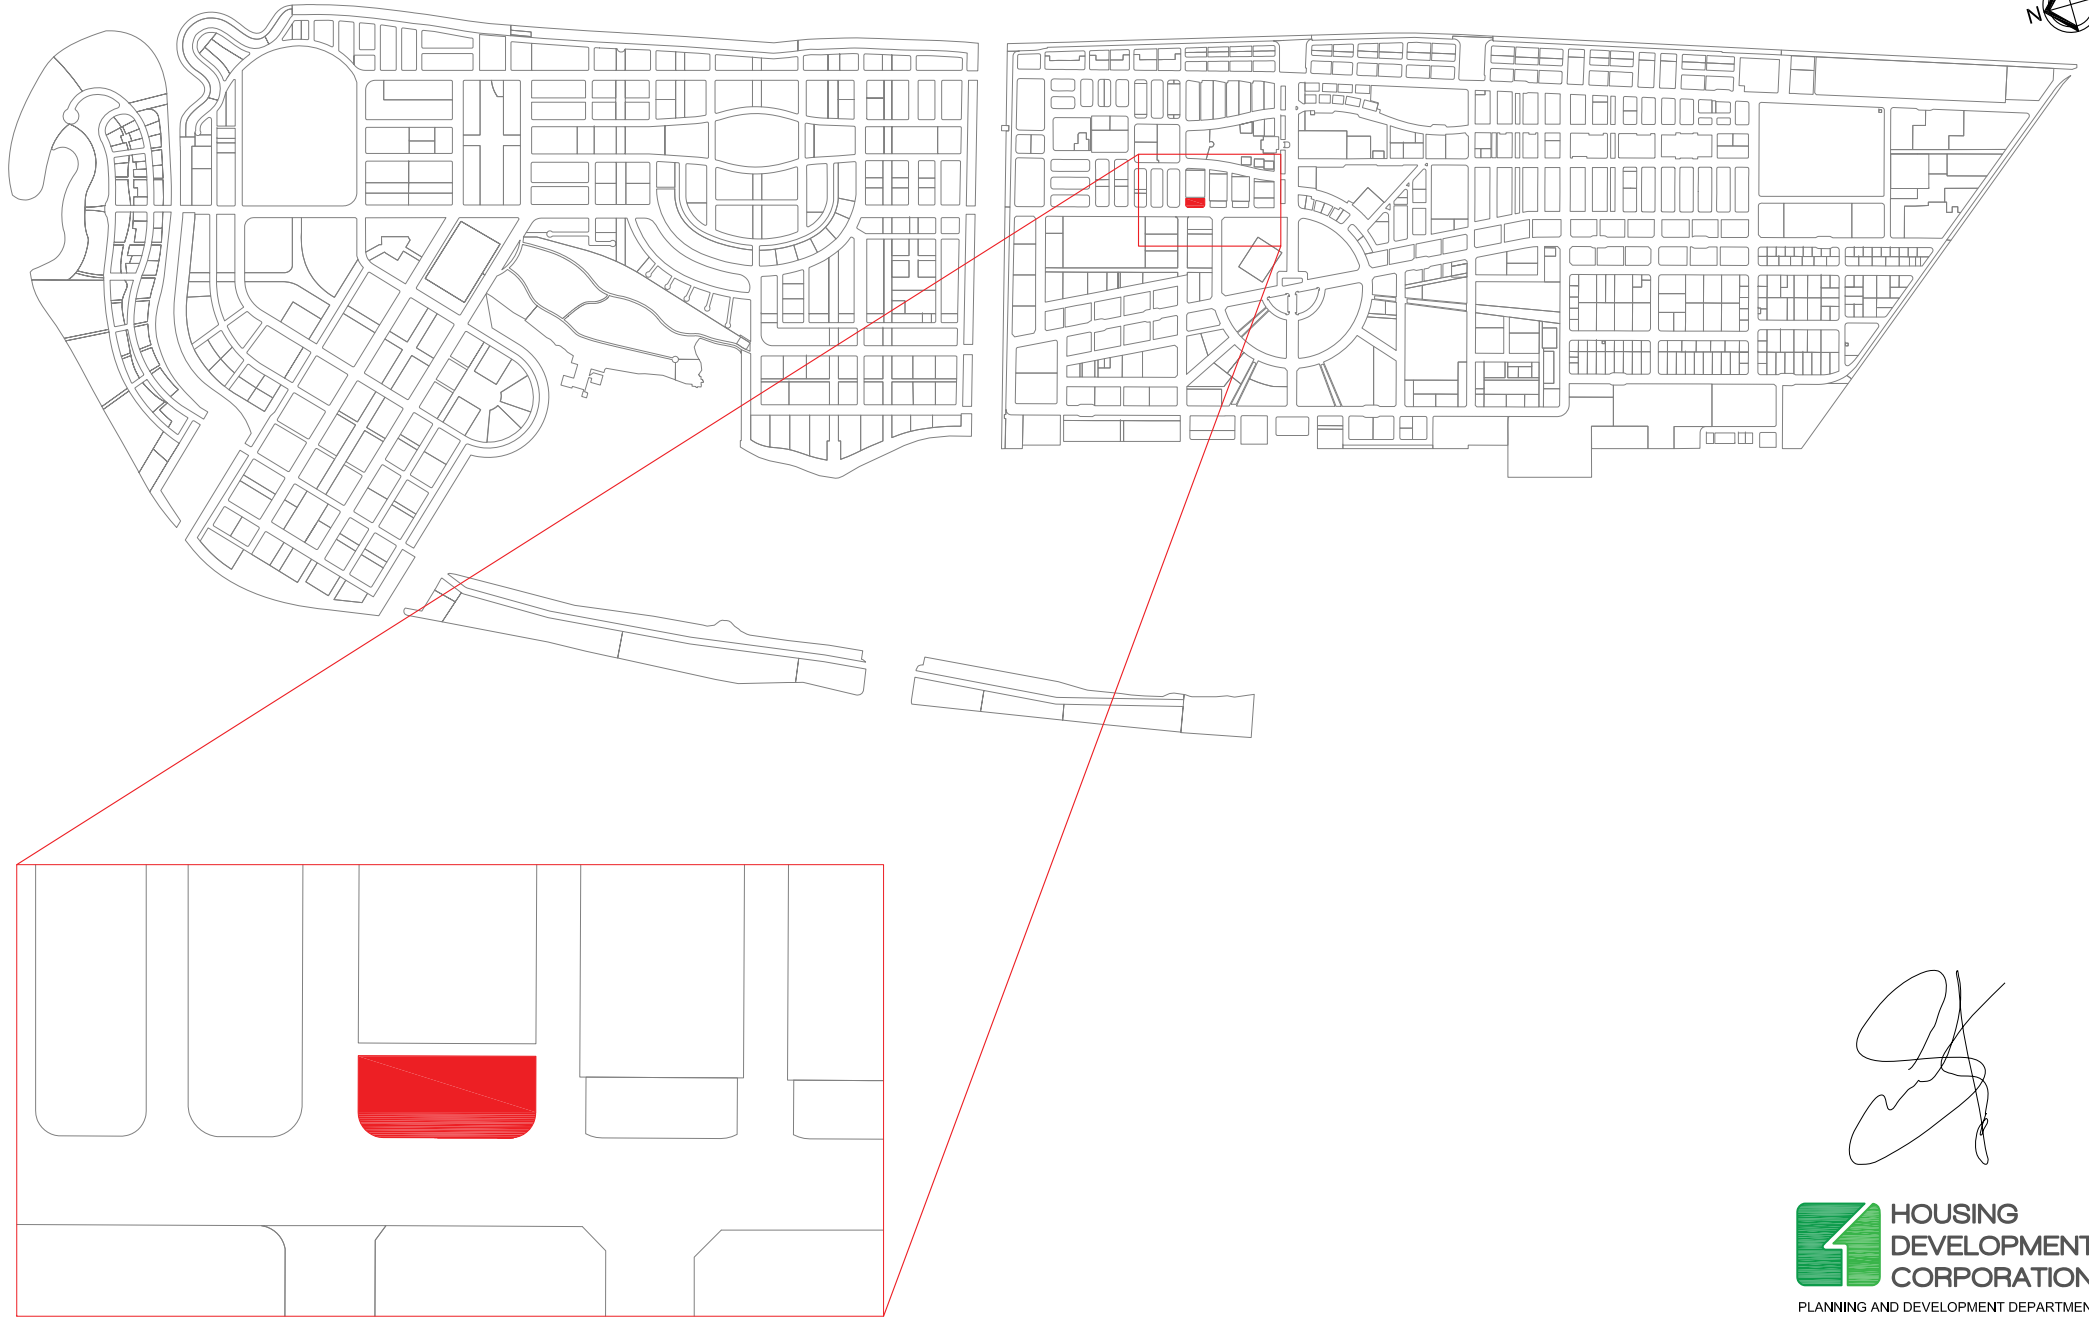 N
HOUSING
DEVELOPMENT
CORPORATION
PLANNING AND DEVELOPMENT DEPARTMEN